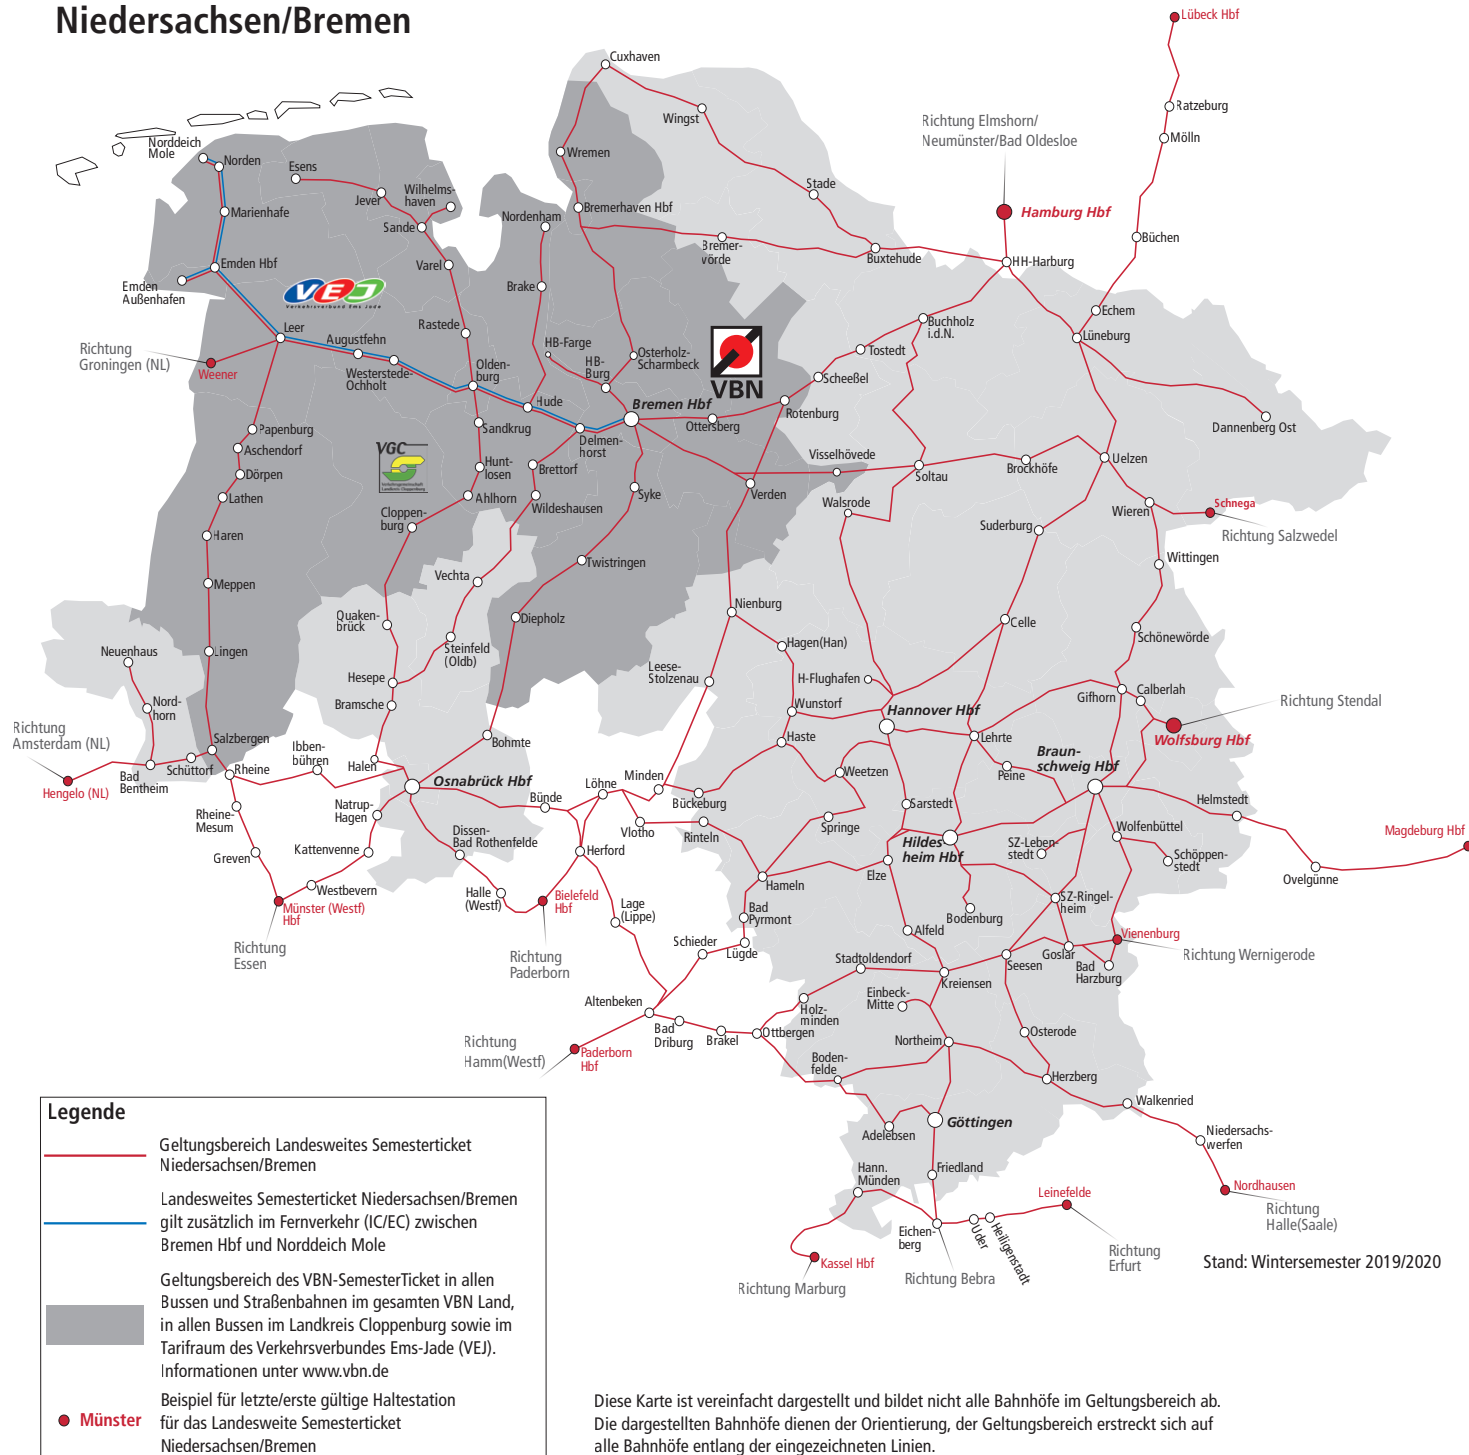 Niedersachsen/Bremen
Lübeck Hbf
Cuxhaven
Ratzeburg
Wingst
Richtung Elmshorn/
Neumünster/Bad Oldesloe
Mölln
Norddeich
Mole
Norden
Esens
Wremen
Jever
Wilhelms-
haven
Stade
Marienhafe
Nordenham
Bremerhaven Hbf
Hamburg Hbf
Sande
Bremer-
vörde
Büchen
Buxtehude
HH-Harburg
Emden Hbf
Varel
Emden
Außenhafen
VEJ
Verkehrsverbund Ems-Jade
Brake
Echem
Leer
Rastede
Buchholz
i.d.N.
Lüneburg
Augustfehn
HB-Farge
Osterholz-
Scharmbeck
Tostedt
Richtung
Groningen (NL)
Weener
Westerstede-
Ochholt
Olden-
burg
HB-
Burg
VBN
Scheeßel
Hude
Bremen Hbf
Rotenburg
Papenburg
Sandkrug
Delmen-
horst
Ottersberg
Dannenberg Ost
Aschendorf
VGC
Verkehrsgemeinschaft
Landkreis Cloppenburg
Dörpen
Hunt-
losen
Brettorf
Visselhövede
Soltau
Brockhöfe
Uelzen
Lathen
Ahlhorn
Wildeshausen
Syke
Verden
Walsrode
Schnega
Cloppen-
burg
Suderburg
Wieren
Haren
Richtung Salzwedel
Twistringen
Wittingen
Meppen
Vechta
Nienburg
Quaken-
brück
Diepholz
Celle
Schönewörde
Neuenhaus
Lingen
Steinfeld
(Oldb)
Hagen(Han)
Hesepe
Leese-
Stolzenau
H-Flughafen
Nord-
horn
Bramsche
Wunstorf
Gifhorn
Calberlah
Richtung Stendal
Hannover Hbf
Richtung
Amsterdam (NL)
Salzbergen
Bohmte
Haste
Lehrte
Wolfsburg Hbf
Ibben-
bühren
Halen
Braun-
schweig Hbf
Hengelo (NL)
Bad
Bentheim
Schüttorf
Rheine
Osnabrück Hbf
Löhne
Minden
Weetzen
Peine
Bünde
Bückeburg
Sarstedt
Helmstedt
Rheine-
Mesum
Natrup-
Hagen
Vlotho
Rinteln
Springe
Wolfenbüttel
Magdeburg Hbf
Dissen-
Bad Rothenfelde
Greven
Kattenvenne
Herford
Hildes
heim Hbf
SZ-Leben-
stedt
Schöppen-
stedt
Elze
Ovelgünne
Westbevern
Halle
(Westf)
Bielefeld
Hbf
Hameln
Münster (Westf)
Hbf
Lage
(Lippe)
Bad
Pyrmont
Bodenburg
SZ-Ringel-
heim
Alfeld
Richtung
Essen
Schieder
Lügde
Vienenburg
Richtung
Paderborn
Stadtoldendorf
Seesen
Goslar
Bad
Harzburg
Richtung Wernigerode
Kreiensen
Altenbeken
Einbeck-
Mitte
Holz-
minden
Bad
Driburg
Brakel
Ottbergen
Osterode
Richtung
Hamm(Westf)
Paderborn
Hbf
Northeim
Boden-
felde
Herzberg
Walkenried
Göttingen
Adelebsen
Niedersachs-
werfen
Hann.
Münden
Friedland
Nordhausen
Leinefelde
Richtung
Halle(Saale)
Eichen-
berg
Uder
Heiligenstadt
Kassel Hbf
Richtung
Erfurt
Richtung Marburg
Richtung Bebra
Stand: Wintersemester 2019/2020
Legende
Geltungsbereich Landesweites Semesterticket
Niedersachsen/Bremen
Landesweites Semesterticket Niedersachsen/Bremen
gilt zusätzlich im Fernverkehr (IC/EC) zwischen
Bremen Hbf und Norddeich Mole
Geltungsbereich des VBN-SemesterTicket in allen
Bussen und Straßenbahnen im gesamten VBN Land,
in allen Bussen im Landkreis Cloppenburg sowie im
Tarifraum des Verkehrsverbundes Ems-Jade (VEJ).
Informationen unter www.vbn.de
Münster
Beispiel für letzte/erste gültige Haltestation
für das Landesweite Semesterticket
Niedersachsen/Bremen
Diese Karte ist vereinfacht dargestellt und bildet nicht alle Bahnhöfe im Geltungsbereich ab.
Die dargestellten Bahnhöfe dienen der Orientierung, der Geltungsbereich erstreckt sich auf
alle Bahnhöfe entlang der eingezeichneten Linien.